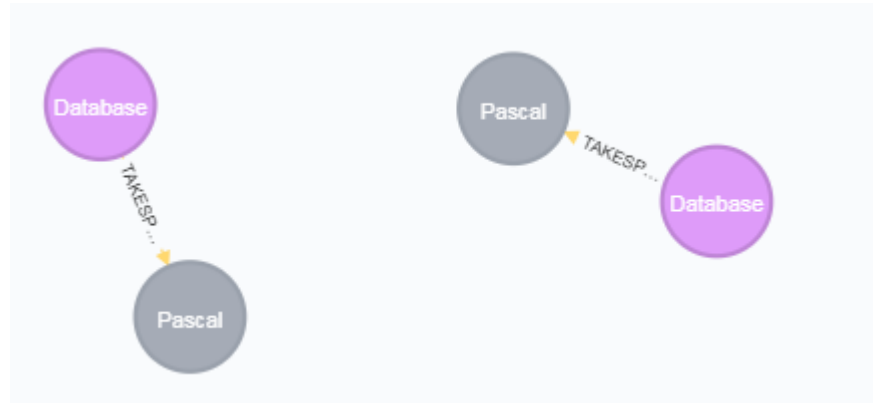 Database
TAKESP...
Pascal
Pascal
TAKESP...
Database